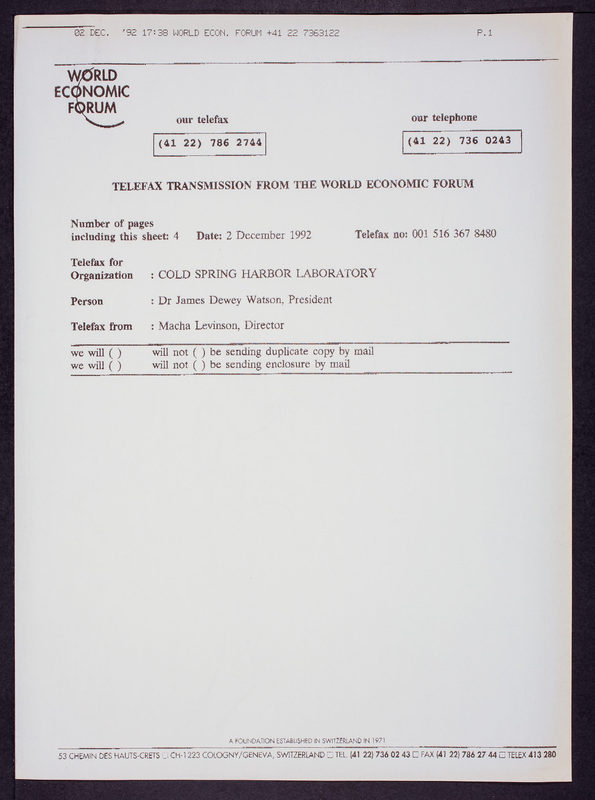 02 DEC. '92 17:38 WORLD ECON. FORUM +41 22 7363122 P.1
WORLD
ECONOMIC
FORUM
our telefax our telephone
(41 22) 786 2744 (41 22) 736 0243
TELEFAX TRANSMISSION FROM THE WORLD ECONOMIC FORUM
Number of pages
including this sheet: 4 Date: 2 December 1992 Telefax no: 001 516 367 8480
Telefax for
Organization : COLD SPRING HARBOR LABORATORY
Person : Dr James Dewey Watson, President
Telefax from : Macha Levinson, Director
we will ( ) will not ( ) be sending duplicate copy by mail
we will ( ) will not ( ) be sending enclosure by mail
A FOUNDATION ESTABLISHED IN SWITZERLAND IN 1971
53 CHEMIN DES HAUTS-CRETS □ CH-1223 COLOGNY/GENEVA, SWITZERLAND □ TEL. (41 22) 736 02 43 □ FAX (41 22) 786 27 44 □ TELEX 413 280